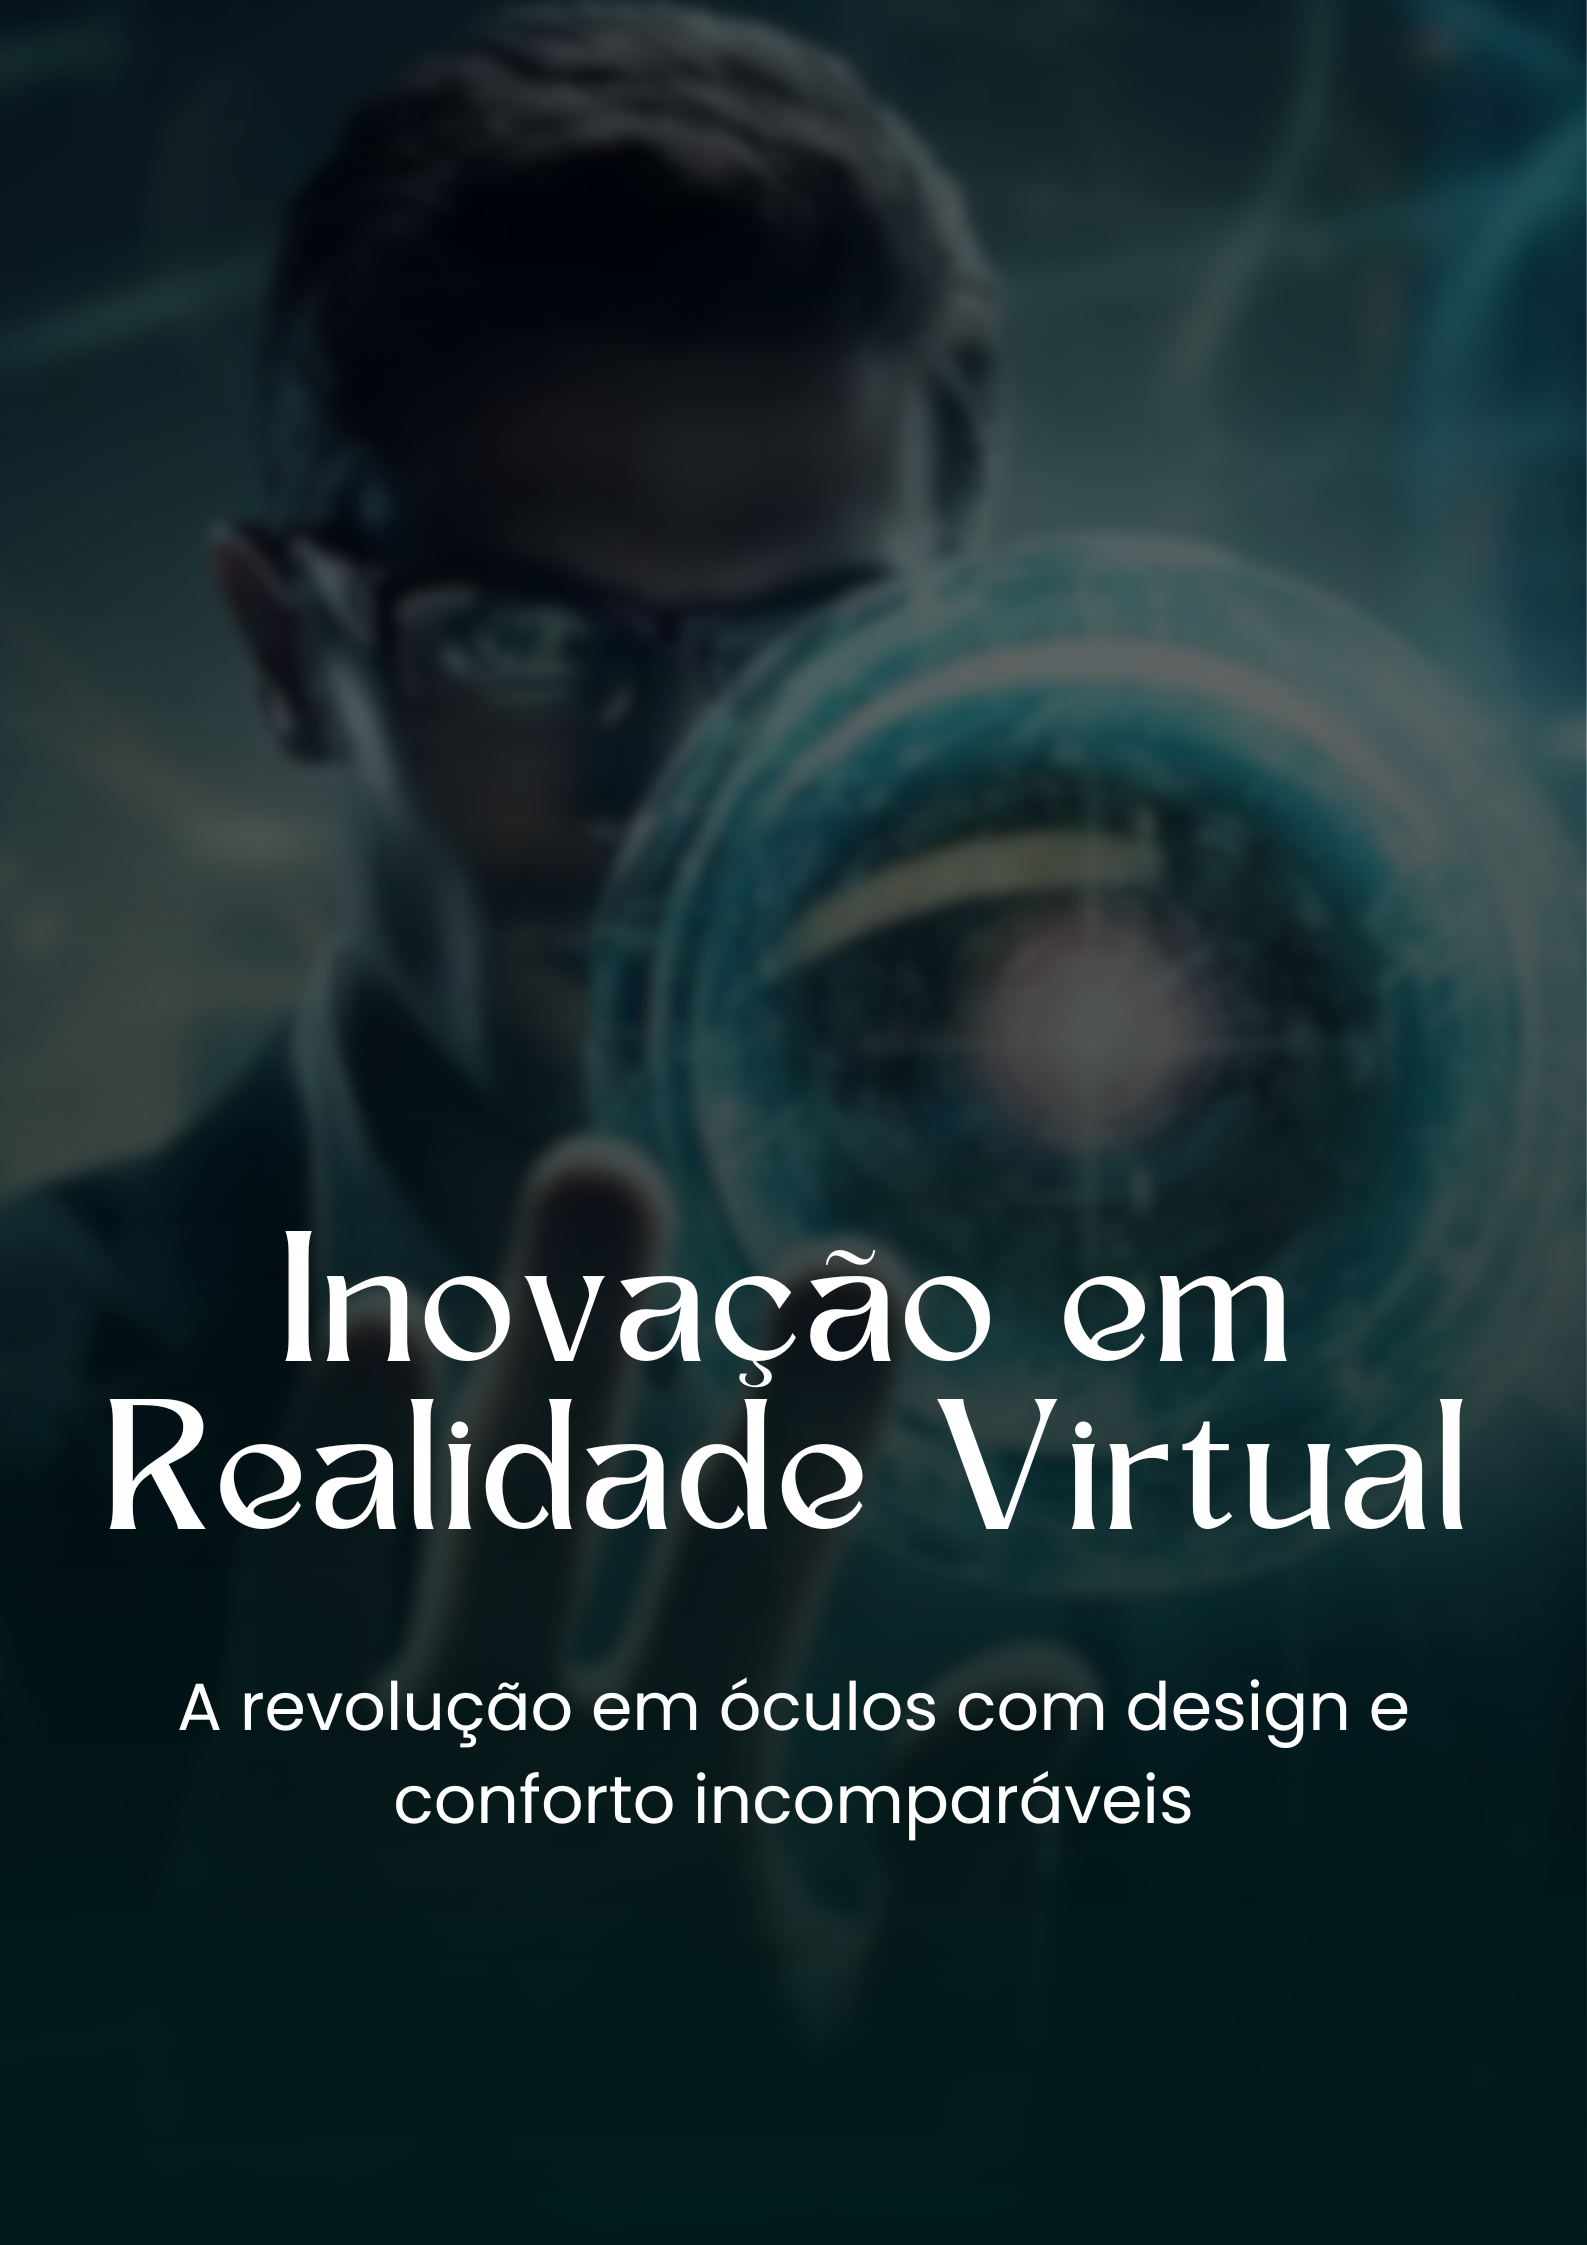 Inovação em
Realidade Virtual
A revolução em óculos com design e
conforto incomparáveis